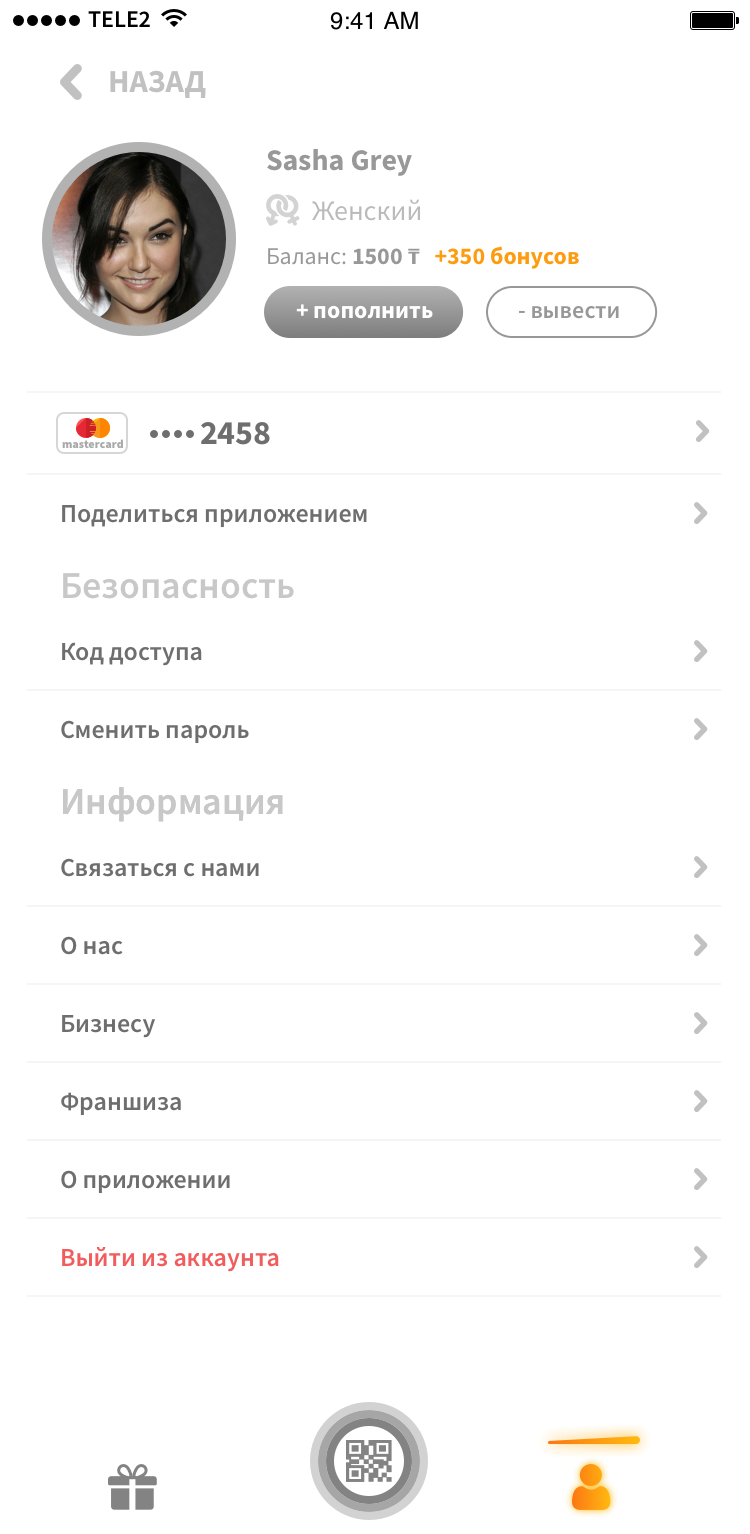 TELE2 9:41 AM
НАЗАД
Sasha Grey
Женский
Баланс: 1500 ₸ +350 бонусов
+ пополнить - вывести
mastercard •••• 2458
Поделиться приложением
Безопасность
Код доступа
Сменить пароль
Информация
Связаться с нами
О нас
Бизнесу
Франшиза
О приложении
Выйти из аккаунта